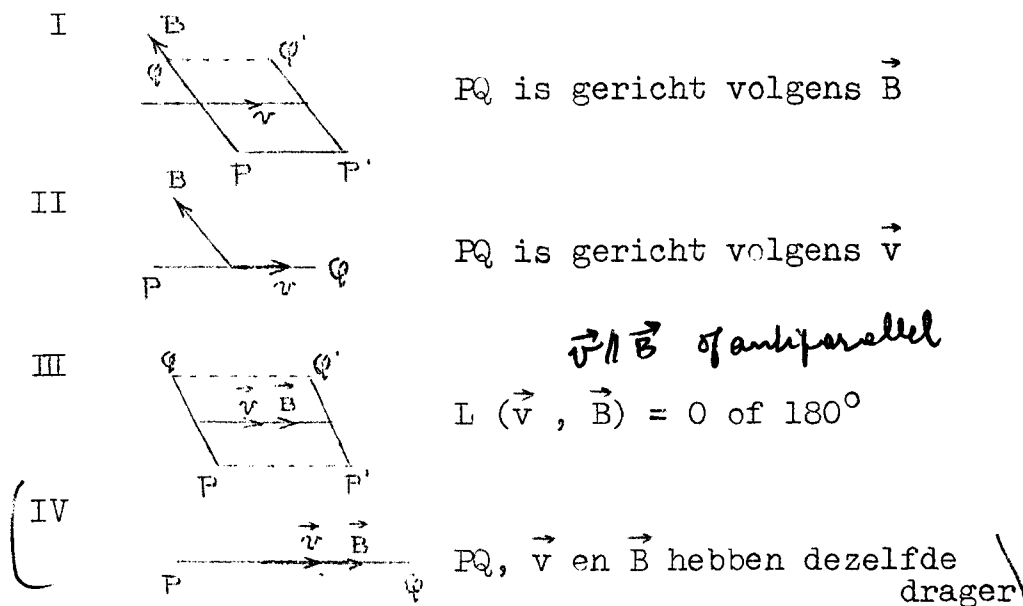 I
B
Q Q'
PQ is gericht volgens B⃗
v
P P'
II
B
PQ is gericht volgens v⃗
P v Q
v⃗ // B⃗ of antiparallel
III
Q Q'
v⃗ B⃗
L (v⃗ , B⃗) = 0 of 180°
P P'
IV
v⃗ B⃗
PQ, v⃗ en B⃗ hebben dezelfde
P Q
drager